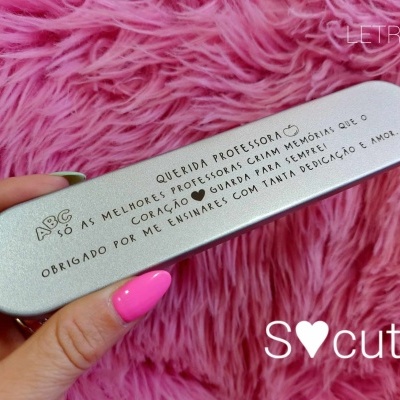 LETR
QUERIDA PROFESSORA
ABC SÓ AS MELHORES PROFESSORAS CRIAM MEMÓRIAS QUE O
CORAÇÃO♥GUARDA PARA SEMPRE!
OBRIGADO POR ME ENSINARES COM TANTA DEDICAÇÃO E AMOR.
S♥cut